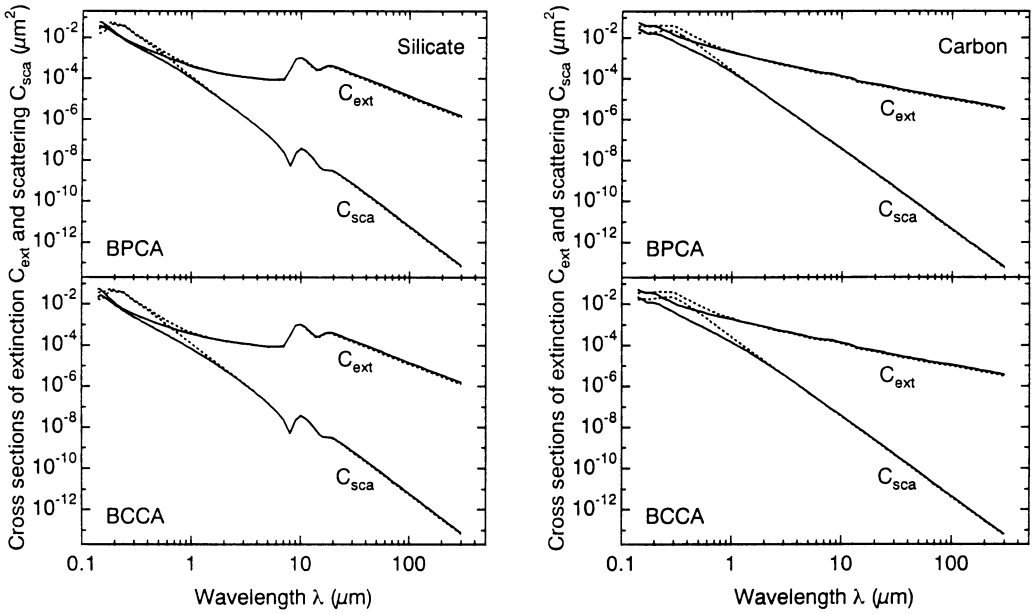 Cross sections of extinction C_ext and scattering C_sca (μm²)
10⁻²
10⁻⁴
10⁻⁶
10⁻⁸
10⁻¹⁰
10⁻¹²
Silicate
C_ext
C_sca
BPCA
10⁻²
10⁻⁴
10⁻⁶
10⁻⁸
10⁻¹⁰
10⁻¹²
C_ext
C_sca
BCCA
0.1 1 10 100
Wavelength λ (μm)
Cross sections of extinction C_ext and scattering C_sca (μm²)
10⁻²
10⁻⁴
10⁻⁶
10⁻⁸
10⁻¹⁰
10⁻¹²
Carbon
C_ext
C_sca
BPCA
10⁻²
10⁻⁴
10⁻⁶
10⁻⁸
10⁻¹⁰
10⁻¹²
C_ext
C_sca
BCCA
0.1 1 10 100
Wavelength λ (μm)